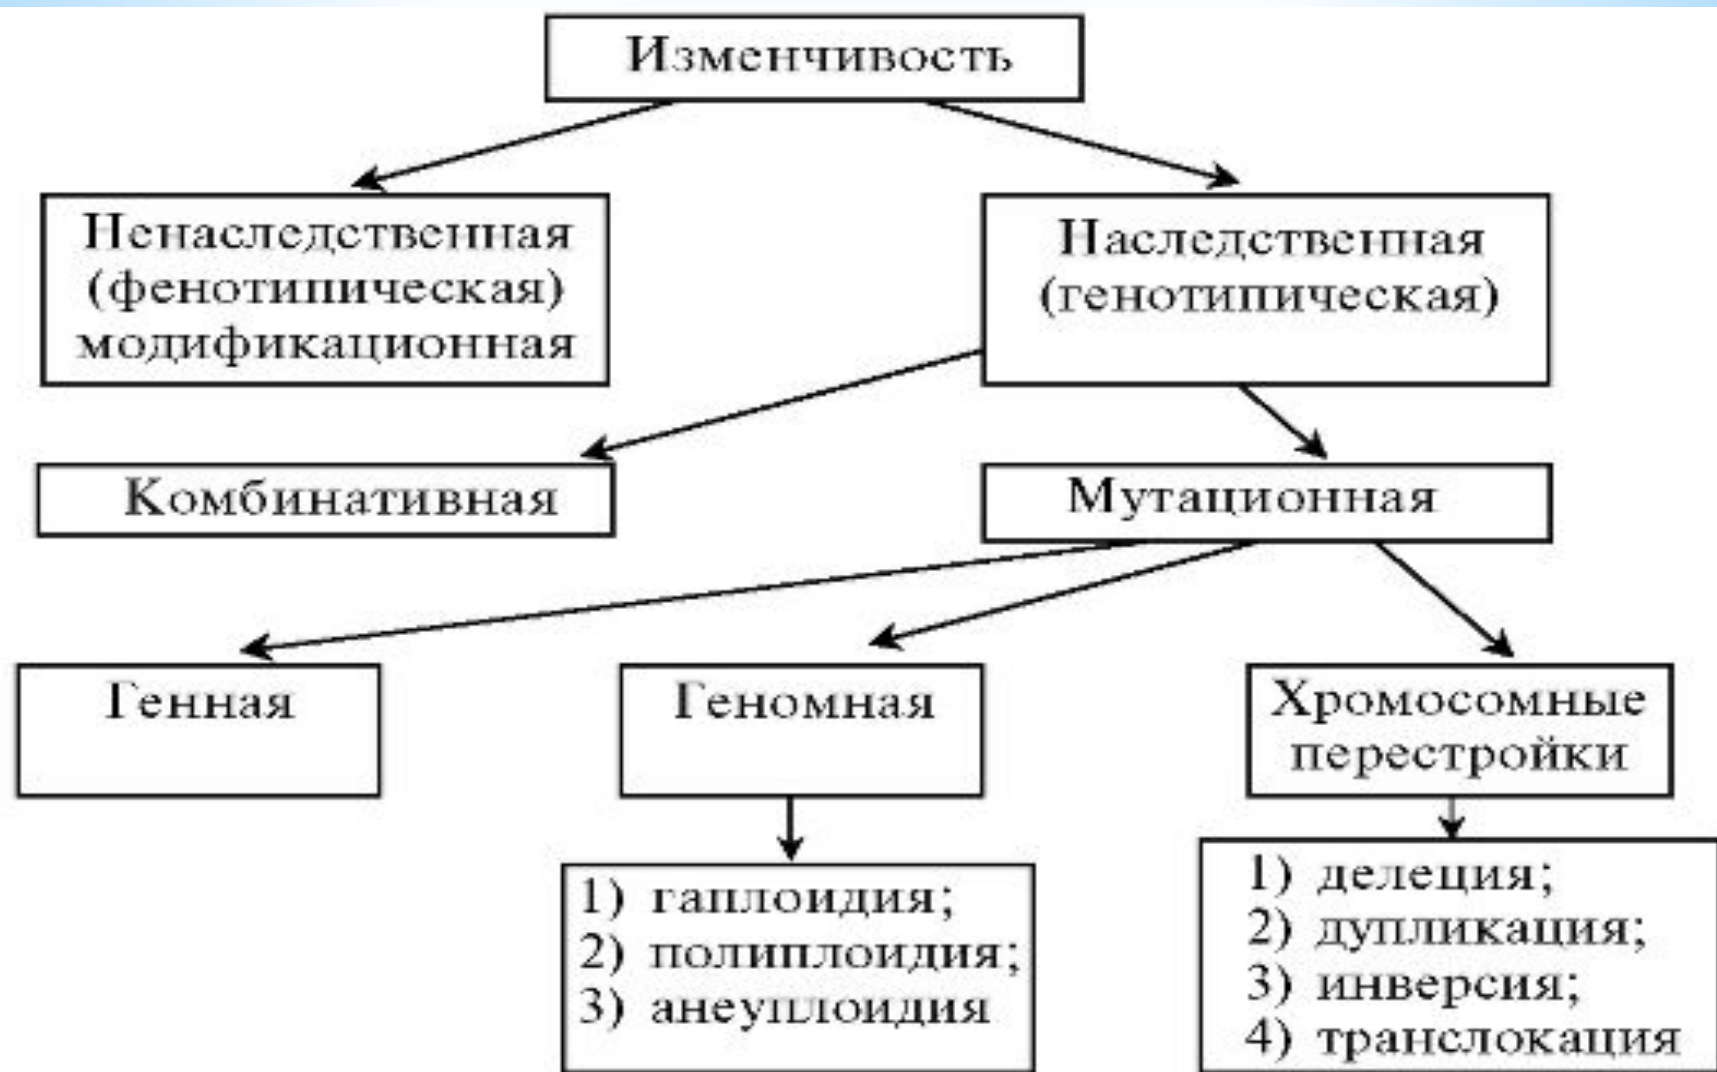 Изменчивость
Ненаследственная
(фенотипическая)
модификационная
Наследственная
(генотипическая)
Комбинативная
Мутационная
Генная
Геномная
Хромосомные
перестройки
1) гаплоидия;
2) полиплоидия;
3) анеуплоидия
1) делеция;
2) дупликация;
3) инверсия;
4) транслокация